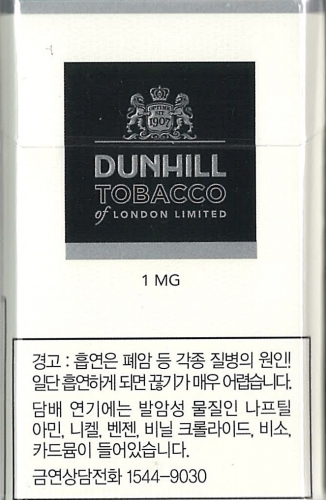 OPTIMUS
EST
1907
DUNHILL
TOBACCO
of LONDON LIMITED
1 MG
경고 : 흡연은 폐암 등 각종 질병의 원인!
일단 흡연하게 되면 끊기가 매우 어렵습니다.
담배 연기에는 발암성 물질인 나프틸
아민, 니켈, 벤젠, 비닐 크롤라이드, 비소,
카드뮴이 들어있습니다.
금연상담전화 1544-9030